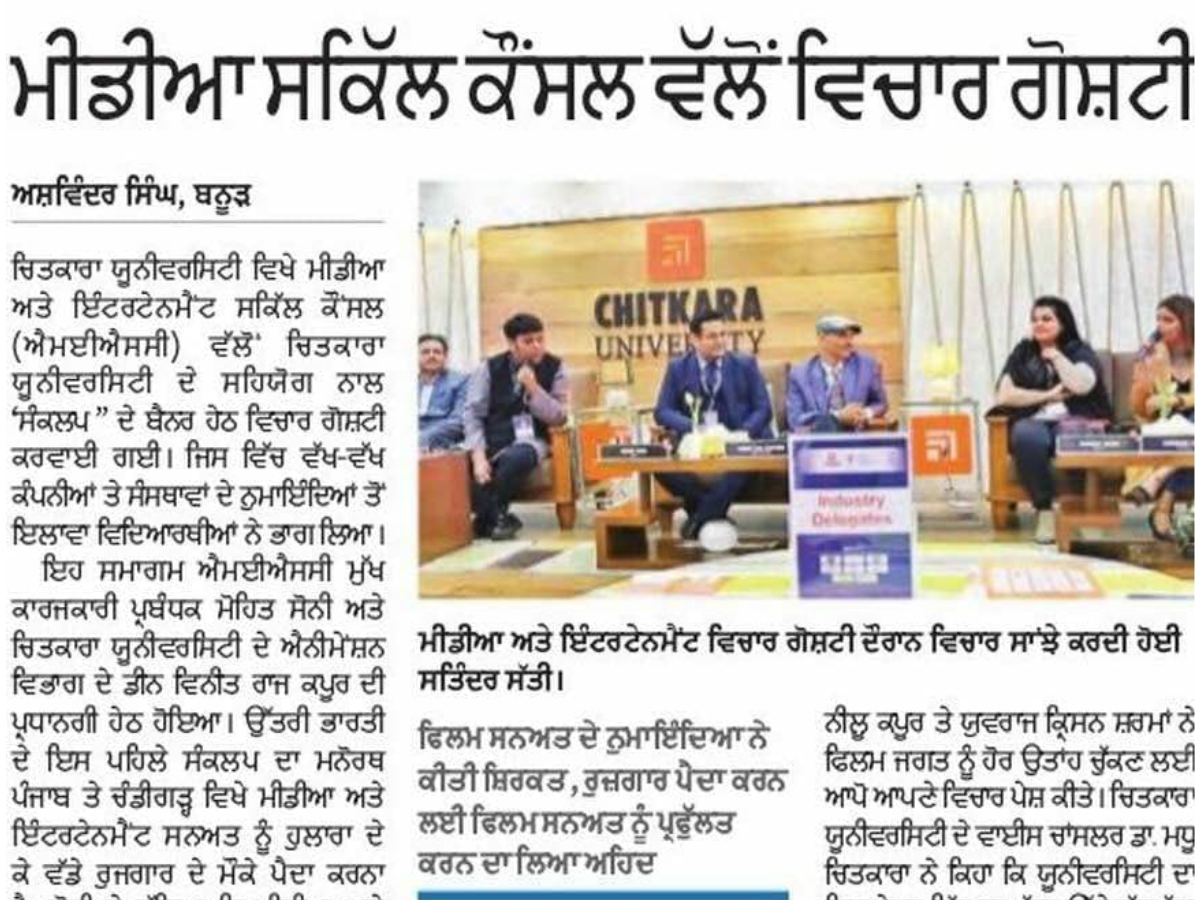 ਮੀਡੀਆ ਸਕਿੱਲ ਕੌਂਸਲ ਵੱਲੋਂ ਵਿਚਾਰ ਗੋਸ਼ਟੀ
ਅਸ਼ਵਿੰਦਰ ਸਿੰਘ, ਬਨੂੜ
ਚਿਤਕਾਰਾ ਯੂਨੀਵਰਸਿਟੀ ਵਿਖੇ ਮੀਡੀਆ
ਅਤੇ ਇੰਟਰਟੇਨਮੈਂਟ ਸਕਿੱਲ ਕੌਂਸਲ
(ਐਮਈਐਸਸੀ) ਵੱਲੋਂ ਚਿਤਕਾਰਾ
ਯੂਨੀਵਰਸਿਟੀ ਦੇ ਸਹਿਯੋਗ ਨਾਲ
‘ਸੰਕਲਪ” ਦੇ ਬੈਨਰ ਹੇਠ ਵਿਚਾਰ ਗੋਸ਼ਟੀ
ਕਰਵਾਈ ਗਈ। ਜਿਸ ਵਿੱਚ ਵੱਖ-ਵੱਖ
ਕੰਪਨੀਆਂ ਤੇ ਸੰਸਥਾਵਾਂ ਦੇ ਨੁਮਾਇੰਦਿਆਂ ਤੋਂ
ਇਲਾਵਾ ਵਿਦਿਆਰਥੀਆਂ ਨੇ ਭਾਗ ਲਿਆ।
ਇਹ ਸਮਾਗਮ ਐਮਈਐਸਸੀ ਮੁੱਖ
ਕਾਰਜਕਾਰੀ ਪ੍ਰਬੰਧਕ ਮੋਹਿਤ ਸੋਨੀ ਅਤੇ
ਚਿਤਕਾਰਾ ਯੂਨੀਵਰਸਿਟੀ ਦੇ ਐਨੀਮੇਸ਼ਨ
ਵਿਭਾਗ ਦੇ ਡੀਨ ਵਿਨੀਤ ਰਾਜ ਕਪੂਰ ਦੀ
ਪ੍ਰਧਾਨਗੀ ਹੇਠ ਹੋਇਆ। ਉੱਤਰੀ ਭਾਰਤੀ
ਦੇ ਇਸ ਪਹਿਲੇ ਸੰਕਲਪ ਦਾ ਮਨੋਰਥ
ਪੰਜਾਬ ਤੇ ਚੰਡੀਗੜ੍ਹ ਵਿਖੇ ਮੀਡੀਆ ਅਤੇ
ਇੰਟਰਟੇਨਮੈਂਟ ਸਨਅਤ ਨੂੰ ਹੁਲਾਰਾ ਦੇ
ਕੇ ਵੱਡੇ ਰੁਜਗਾਰ ਦੇ ਮੌਕੇ ਪੈਦਾ ਕਰਨਾ
CHITKARA
UNIVERSITY
Industry
Delegates
ਮੀਡੀਆ ਅਤੇ ਇੰਟਰਟੇਨਮੈਂਟ ਵਿਚਾਰ ਗੋਸ਼ਟੀ ਦੌਰਾਨ ਵਿਚਾਰ ਸਾਂਝੇ ਕਰਦੀ ਹੋਈ
ਸਤਿੰਦਰ ਸੱਤੀ।
ਫਿਲਮ ਸਨਅਤ ਦੇ ਨੁਮਾਇੰਦਿਆ ਨੇ
ਕੀਤੀ ਸ਼ਿਰਕਤ, ਰੁਜ਼ਗਾਰ ਪੈਦਾ ਕਰਨ
ਲਈ ਫਿਲਮ ਸਨਅਤ ਨੂੰ ਪ੍ਰਫੁੱਲਤ
ਕਰਨ ਦਾ ਲਿਆ ਅਹਿਦ
ਨੀਲੂ ਕਪੂਰ ਤੇ ਯੁਵਰਾਜ ਕ੍ਰਿਸਨ ਸ਼ਰਮਾਂ ਨੇ
ਫਿਲਮ ਜਗਤ ਨੂੰ ਹੋਰ ਉਤਾਂਹ ਚੁੱਕਣ ਲਈ
ਆਪੋ ਆਪਣੇ ਵਿਚਾਰ ਪੇਸ਼ ਕੀਤੇ। ਚਿਤਕਾਰਾ
ਯੂਨੀਵਰਸਿਟੀ ਦੇ ਵਾਈਸ ਚਾਂਸਲਰ ਡਾ. ਮਧੂ
ਚਿਤਕਾਰਾ ਨੇ ਕਿਹਾ ਕਿ ਯੂਨੀਵਰਸਿਟੀ ਦਾ